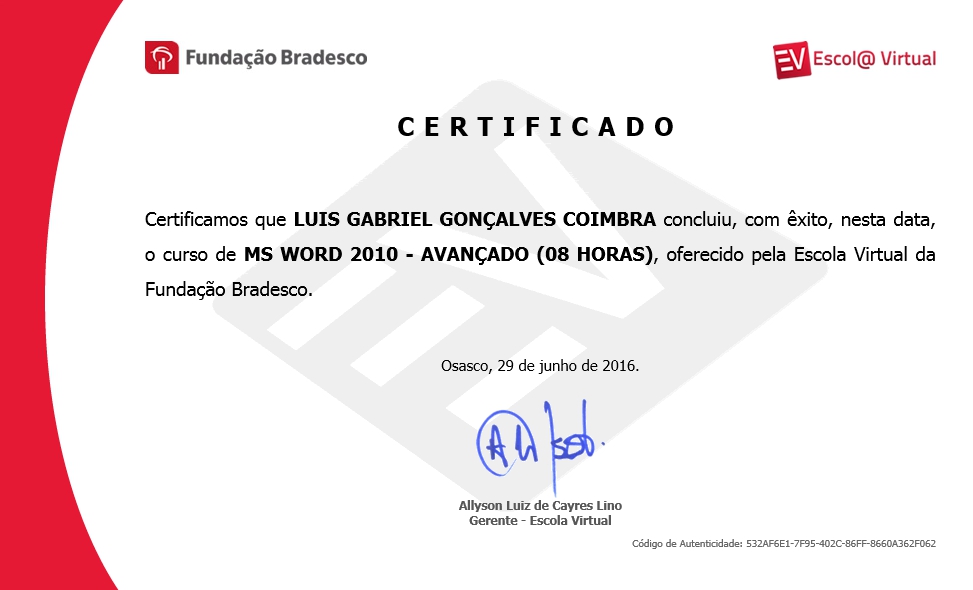 Fundação Bradesco
EV Escol@ Virtual
CERTIFICADO
Certificamos que LUIS GABRIEL GONÇALVES COIMBRA concluiu, com êxito, nesta data,
o curso de MS WORD 2010 - AVANÇADO (08 HORAS), oferecido pela Escola Virtual da
Fundação Bradesco.
Osasco, 29 de junho de 2016.
Allyson Luiz de Cayres Lino
Gerente - Escola Virtual
Código de Autenticidade: 532AF6E1-7F95-402C-86FF-8660A362F062